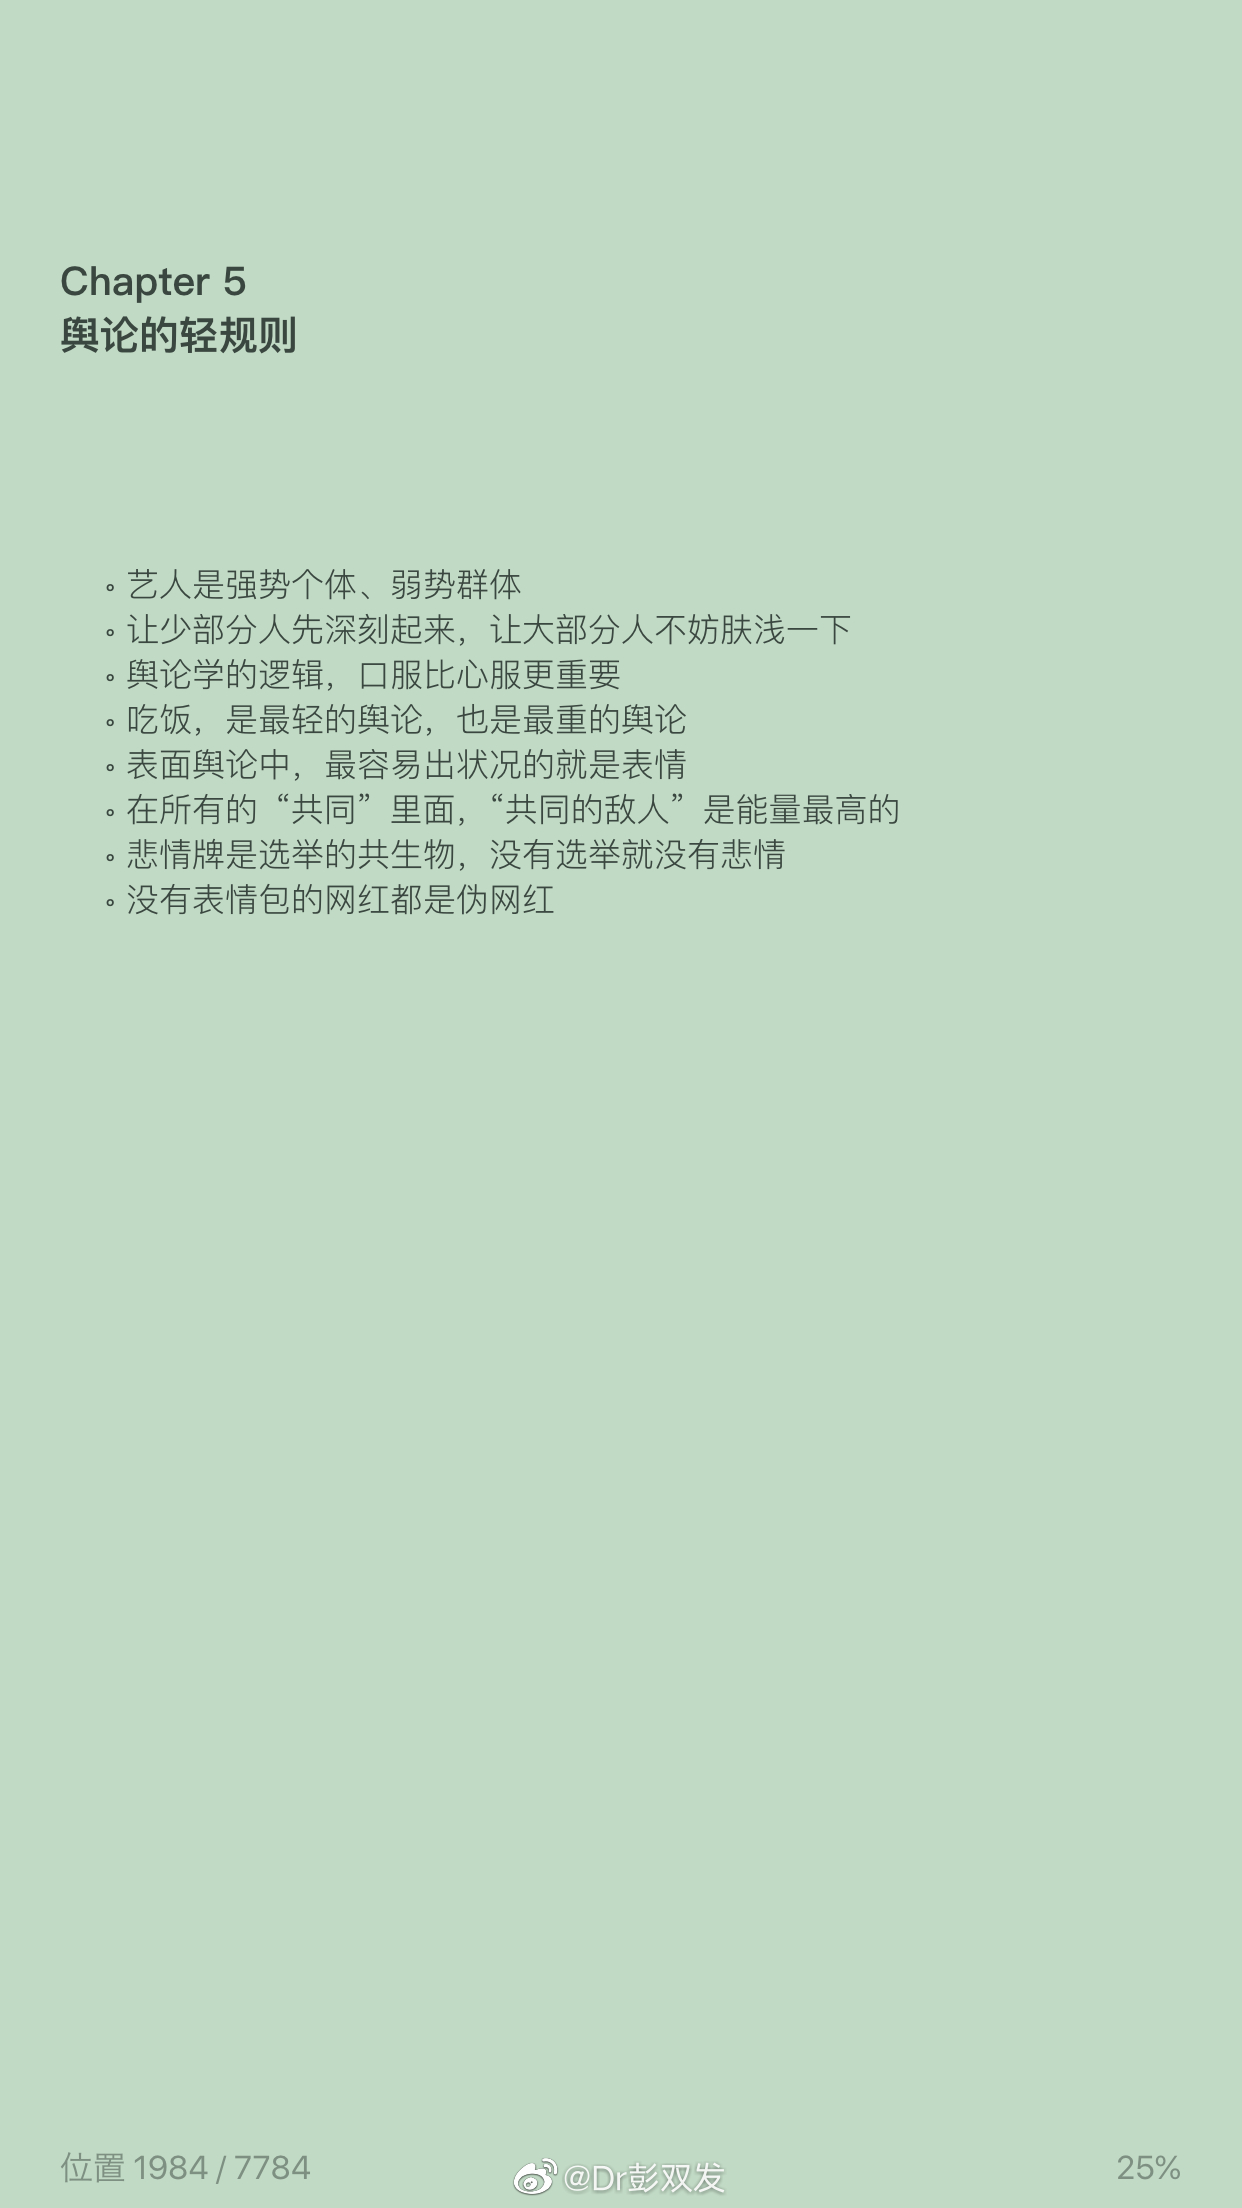 Chapter 5
舆论的轻规则
◦ 艺人是强势个体、弱势群体
◦ 让少部分人先深刻起来，让大部分人不妨肤浅一下
◦ 舆论学的逻辑，口服比心服更重要
◦ 吃饭，是最轻的舆论，也是最重的舆论
◦ 表面舆论中，最容易出状况的就是表情
◦ 在所有的“共同”里面，“共同的敌人”是能量最高的
◦ 悲情牌是选举的共生物，没有选举就没有悲情
◦ 没有表情包的网红都是伪网红
位置 1984 / 7784
@Dr彭双发
25%